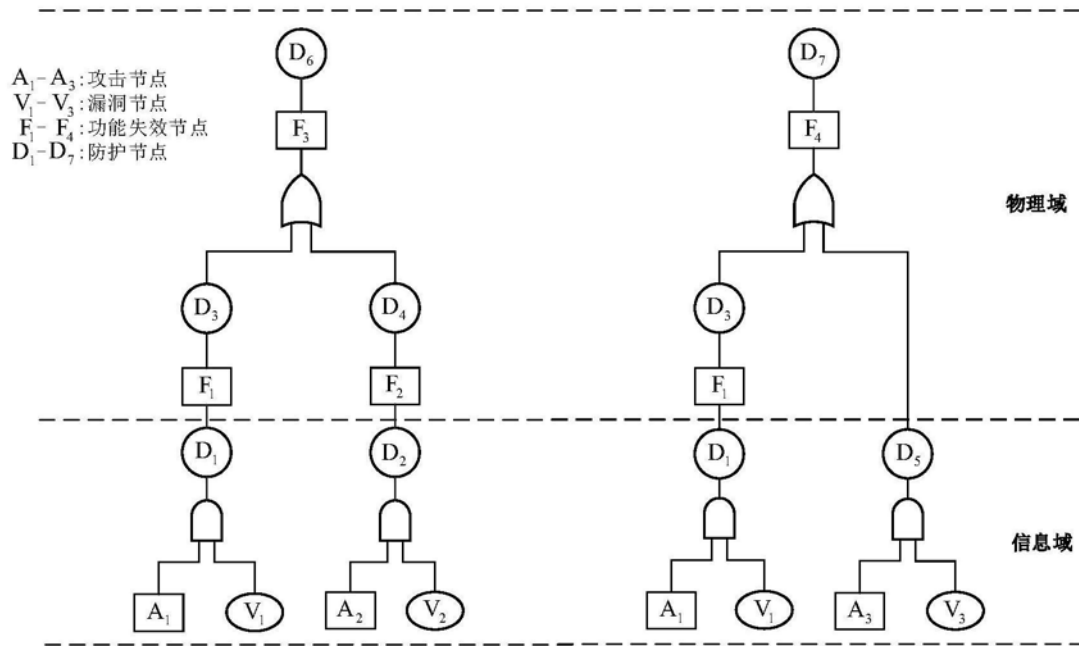 D₆
D₇
A₁-A₃:攻击节点
V₁-V₃:漏洞节点
F₁-F₄:功能失效节点
D₁-D₇:防护节点
F₃
F₄
物理域
D₃
D₄
D₃
F₁
F₂
F₁
D₁
D₂
D₁
D₅
信息域
A₁
V₁
A₂
V₂
A₁
V₁
A₃
V₃